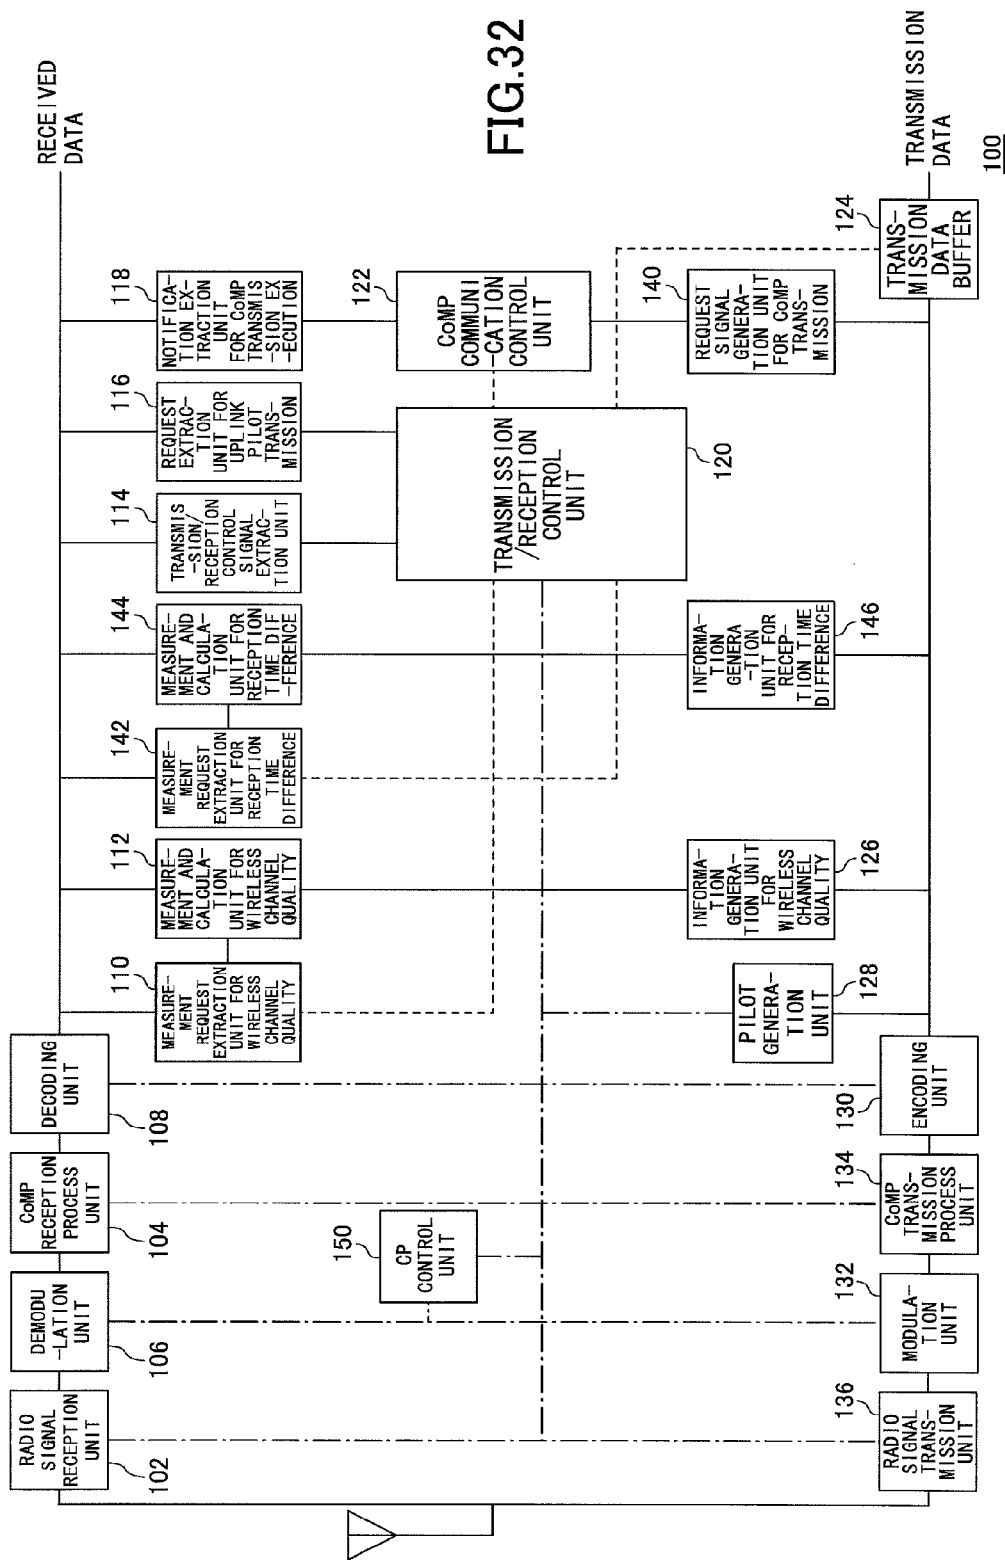 FIG.32
RECEIVED
DATA
TRANSMISSION
DATA
100
RADIO
SIGNAL
RECEPTION
UNIT
102
DEMODU
-LATION
UNIT
106
CoMP
RECEPTION
PROCESS
UNIT
104
DECODING
UNIT
108
110
MEASURE-
MENT
REQUEST
EXTRACTION
UNIT FOR
WIRELESS
CHANNEL
QUALITY
112
MEASURE-
MENT AND
CALCULA-
TION
UNIT FOR
WIRELESS
CHANNEL
QUALITY
142
MEASURE-
MENT
REQUEST
EXTRACTION
UNIT FOR
RECEPTION
TIME
DIFFERENCE
144
MEASURE-
MENT AND
CALCULA-
TION
UNIT FOR
RECEPTION
TIME DIF
-FERENCE
114
TRANSMIS
-SION/
RECEPTION
CONTROL
SIGNAL
EXTRAC-
TION UNIT
116
REQUEST
EXTRAC-
TION
UNIT FOR
UPLINK
PILOT
TRANS-
MISSION
118
NOTIFICA-
TION EX-
TRACTION
UNIT
FOR CoMP
TRANSMIS
-SION EX
-ECUTION
150
CP
CONTROL
UNIT
TRANSMISSION
/RECEPTION
CONTROL
UNIT
120
122
CoMP
COMMUNI
-CATION
CONTROL
UNIT
PILOT
GENERA-
TION
UNIT
128
INFORMA-
TION
GENERA-
TION UNIT
FOR
WIRELESS
CHANNEL
QUALITY
126
INFORMA-
TION
GENERA
-TION
UNIT FOR
RECEP-
TION TIME
DIFFERENCE
146
140
REQUEST
SIGNAL
GENERA-
TION UNIT
FOR CoMP
TRANS-
MISSION
124
TRANS-
MISSION
DATA
BUFFER
136
RADIO
SIGNAL
TRANS-
MISSION
UNIT
132
MODULA-
TION
UNIT
134
CoMP
TRANS-
MISSION
PROCESS
UNIT
130
ENCODING
UNIT